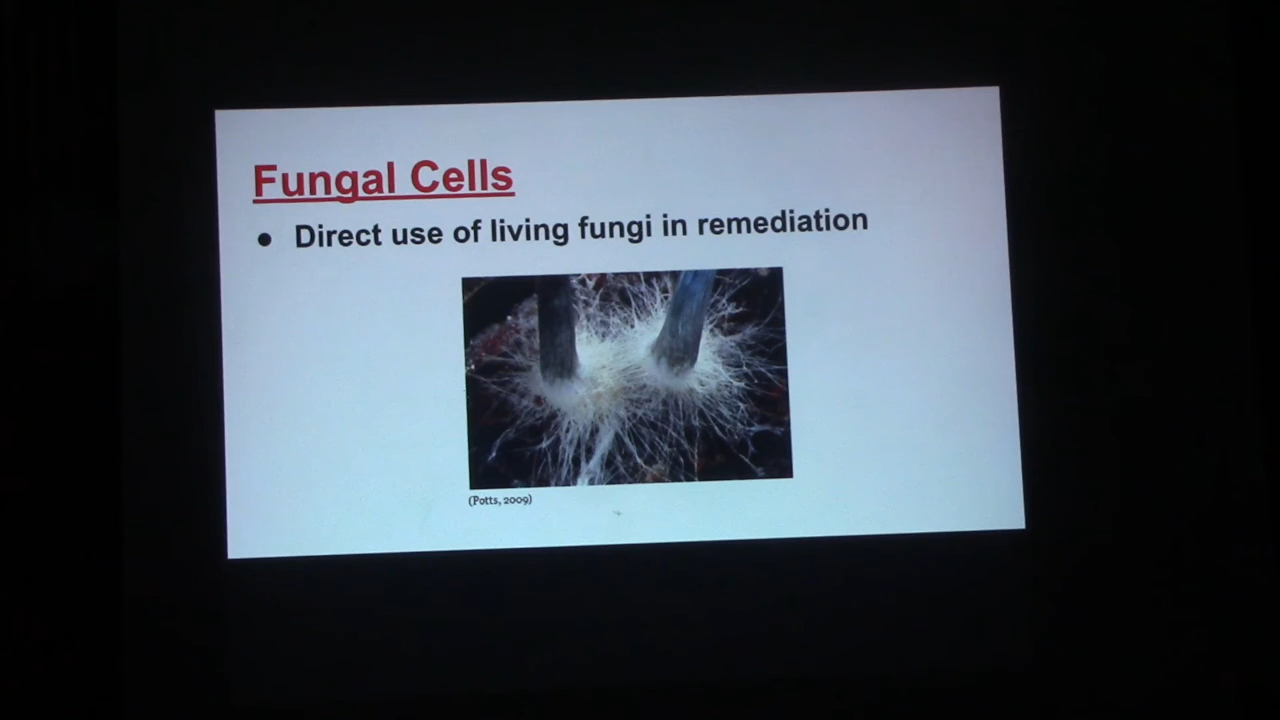 Fungal Cells
● Direct use of living fungi in remediation
(Potts, 2009)